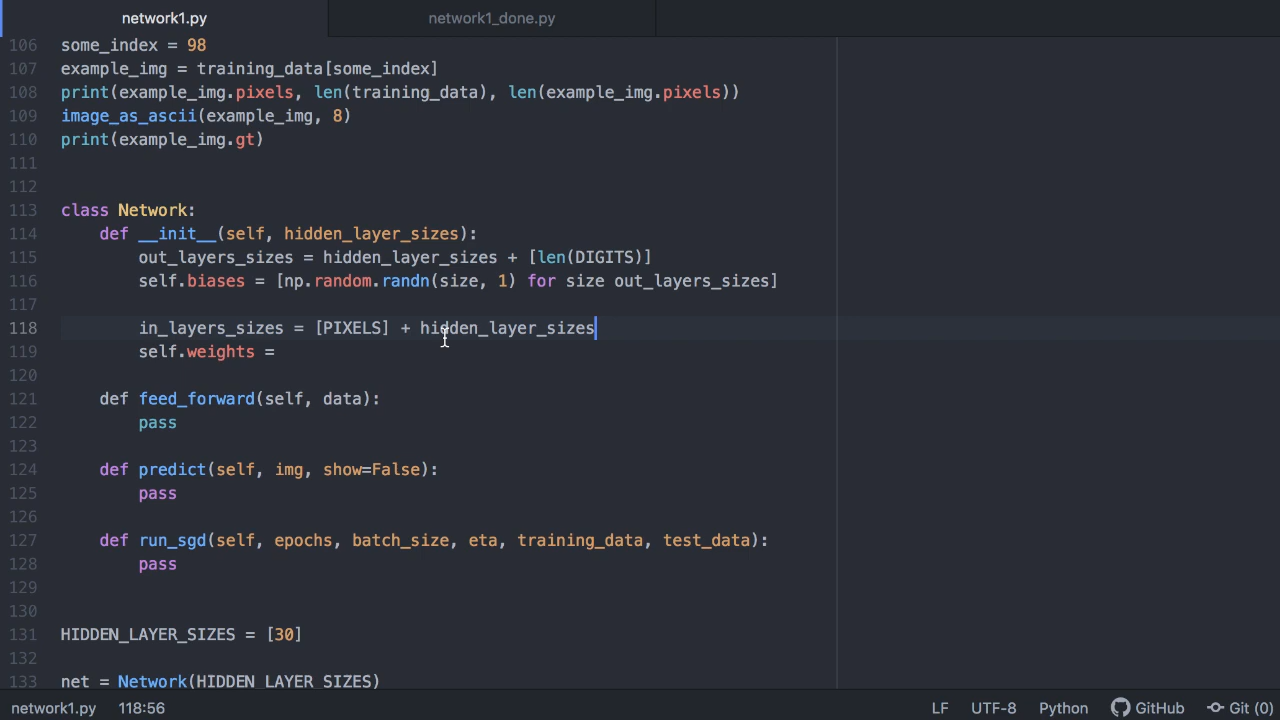 network1.py network1_done.py
106 some_index = 98
107 example_img = training_data[some_index]
108 print(example_img.pixels, len(training_data), len(example_img.pixels))
109 image_as_ascii(example_img, 8)
110 print(example_img.gt)
111
112
113 class Network:
114     def __init__(self, hidden_layer_sizes):
115         out_layers_sizes = hidden_layer_sizes + [len(DIGITS)]
116         self.biases = [np.random.randn(size, 1) for size out_layers_sizes]
117
118         in_layers_sizes = [PIXELS] + hidden_layer_sizes
119         self.weights =
120
121     def feed_forward(self, data):
122         pass
123
124     def predict(self, img, show=False):
125         pass
126
127     def run_sgd(self, epochs, batch_size, eta, training_data, test_data):
128         pass
129
130
131 HIDDEN_LAYER_SIZES = [30]
132
133 net = Network(HIDDEN_LAYER_SIZES)
network1.py 118:56 LF UTF-8 Python GitHub Git (0)